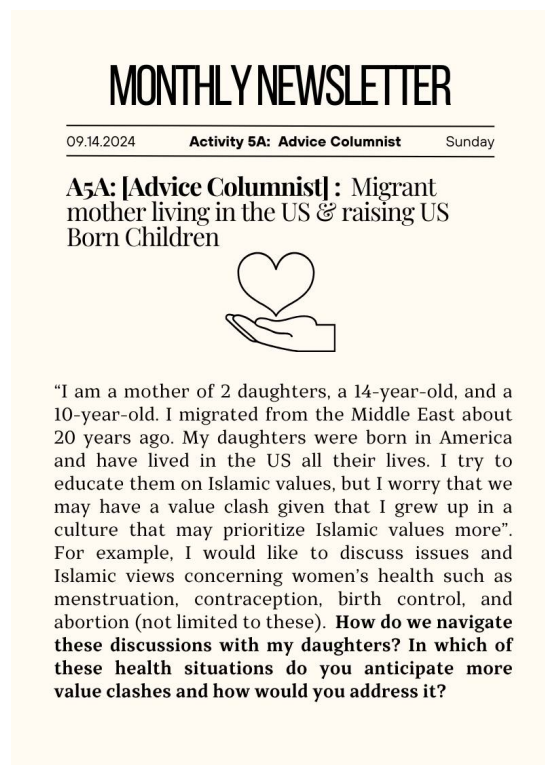 MONTHLY NEWSLETTER
09.14.2024 Activity 5A: Advice Columnist Sunday
A5A: [Advice Columnist] : Migrant
mother living in the US & raising US
Born Children
“I am a mother of 2 daughters, a 14-year-old, and a
10-year-old. I migrated from the Middle East about
20 years ago. My daughters were born in America
and have lived in the US all their lives. I try to
educate them on Islamic values, but I worry that we
may have a value clash given that I grew up in a
culture that may prioritize Islamic values more”.
For example, I would like to discuss issues and
Islamic views concerning women’s health such as
menstruation, contraception, birth control, and
abortion (not limited to these). How do we navigate
these discussions with my daughters? In which of
these health situations do you anticipate more
value clashes and how would you address it?